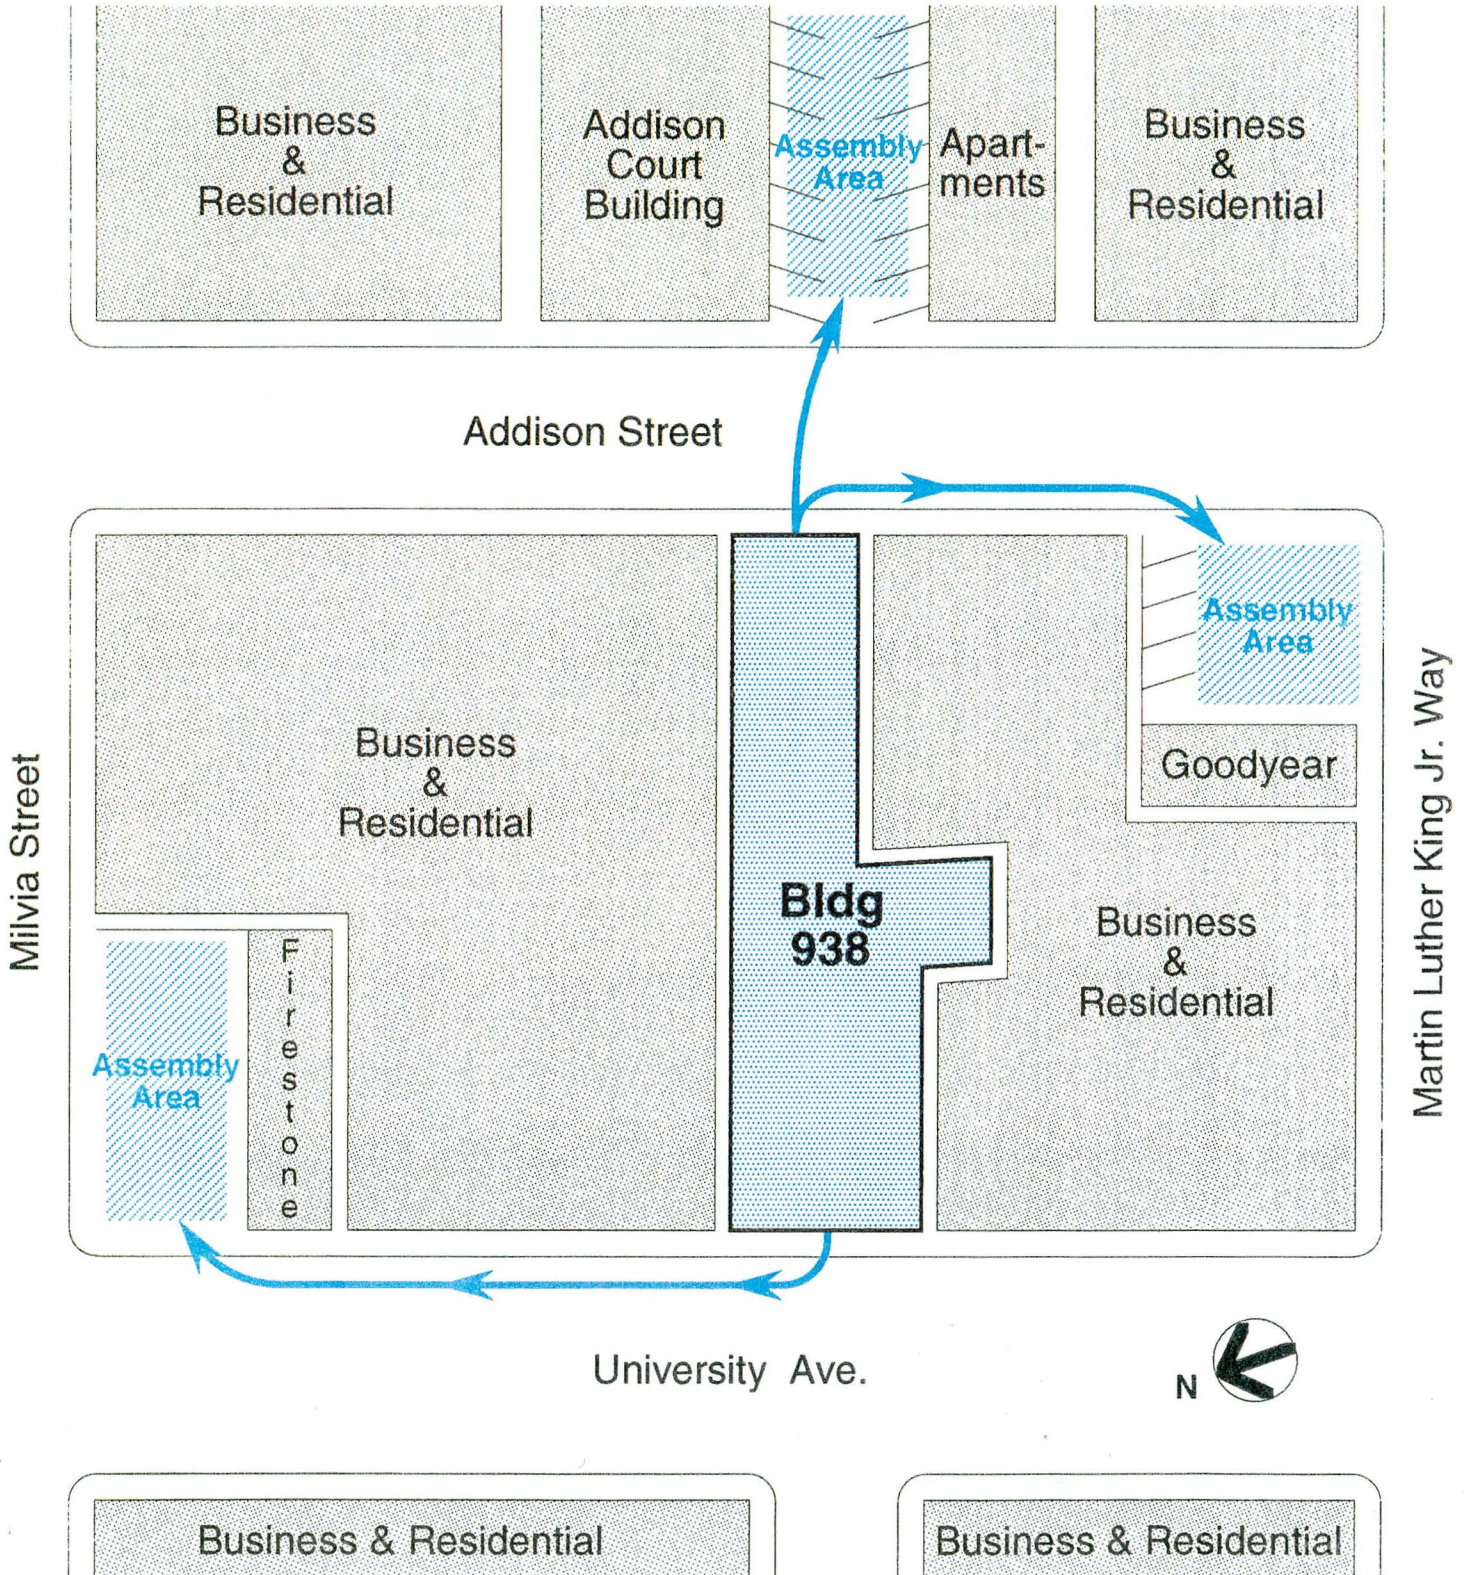 Business
&
Residential
Addison
Court
Building
Assembly
Area
Apart-
ments
Business
&
Residential
Addison Street
Assembly
Area
Goodyear
Martin Luther King Jr. Way
Business
&
Residential
Milvia Street
Bldg
938
Business
&
Residential
Firestone
Assembly
Area
University Ave.
N
Business & Residential
Business & Residential